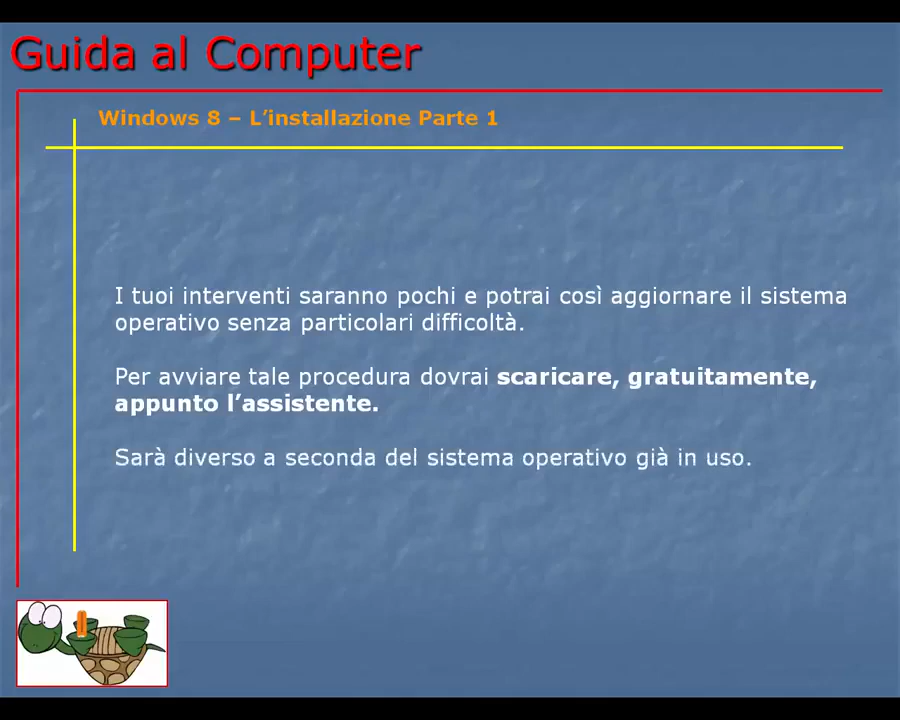 Guida al Computer
Windows 8 – L’installazione Parte 1
I tuoi interventi saranno pochi e potrai così aggiornare il sistema
operativo senza particolari difficoltà.
Per avviare tale procedura dovrai scaricare, gratuitamente,
appunto l’assistente.
Sarà diverso a seconda del sistema operativo già in uso.